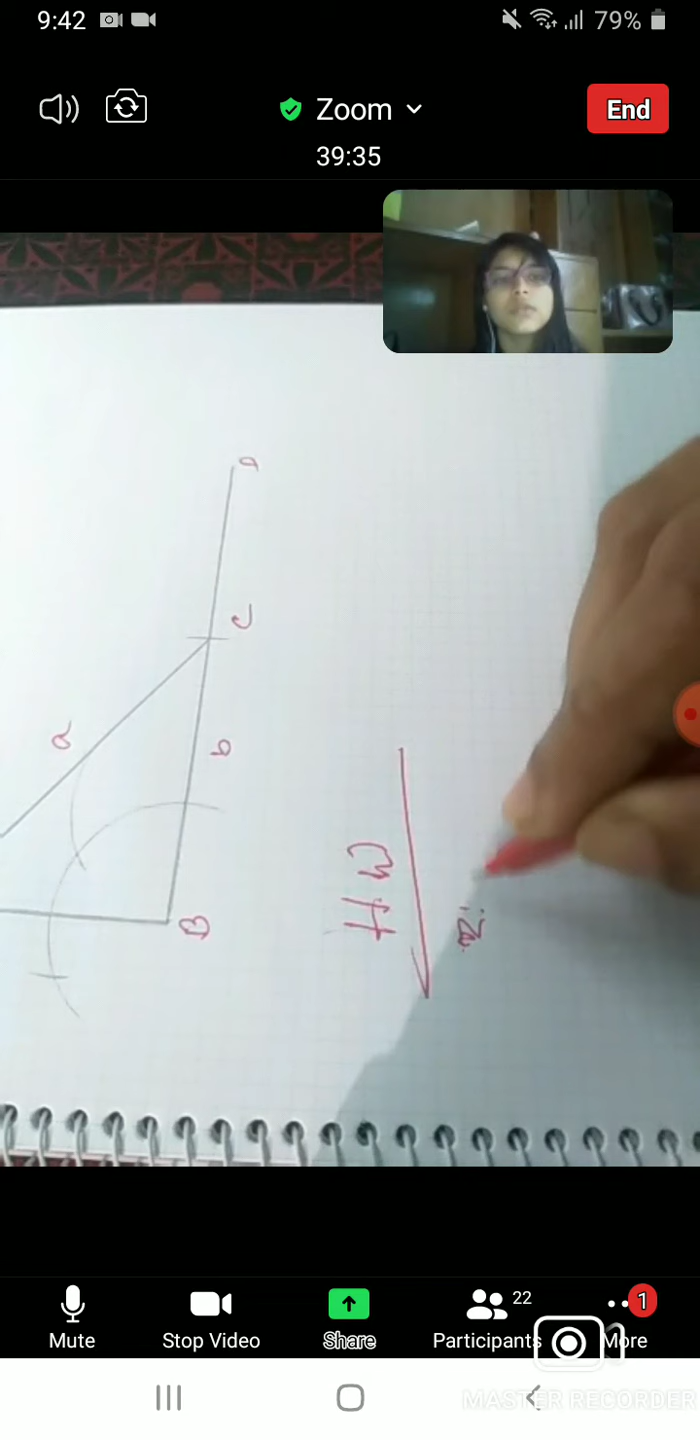 9:42
79%
Zoom
End
39:35
D
C
a
b
B
HW
22
1
Mute
Stop Video
Share
Participants
More
MASTER RECORDER